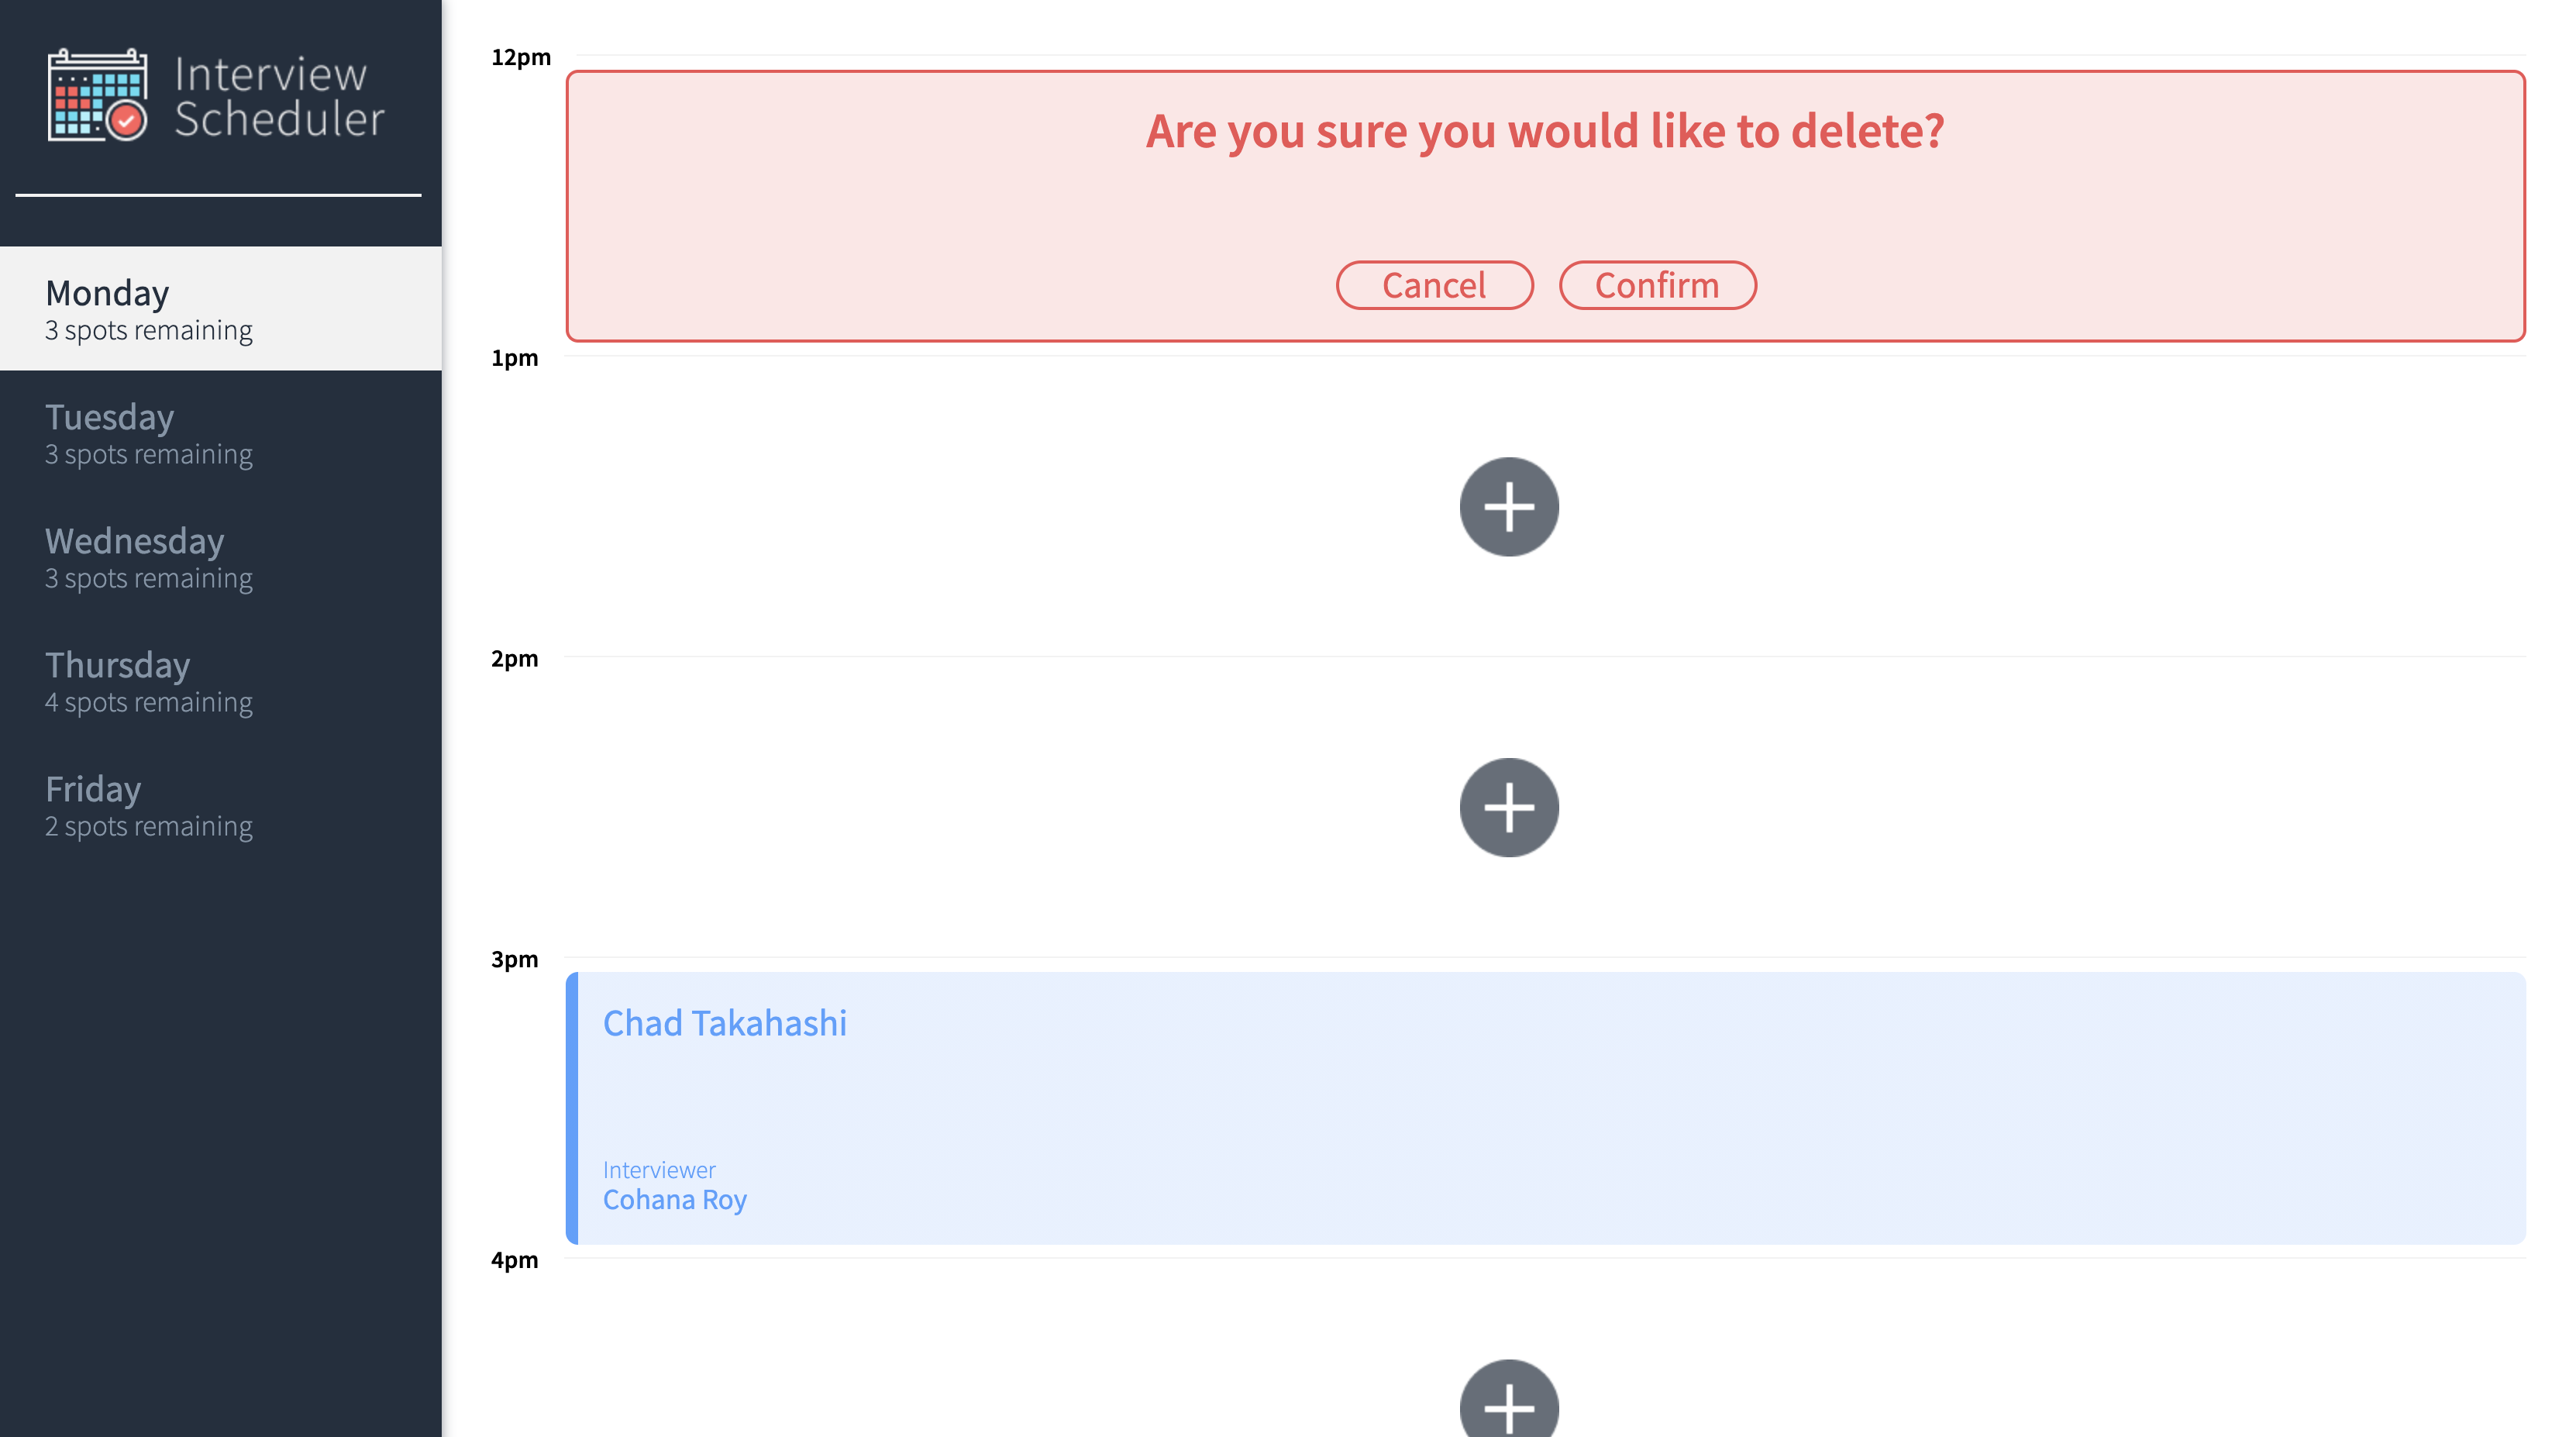 Interview
Scheduler
Monday
3 spots remaining
Tuesday
3 spots remaining
Wednesday
3 spots remaining
Thursday
4 spots remaining
Friday
2 spots remaining
12pm
Are you sure you would like to delete?
Cancel Confirm
1pm
2pm
3pm
Chad Takahashi
Interviewer
Cohana Roy
4pm